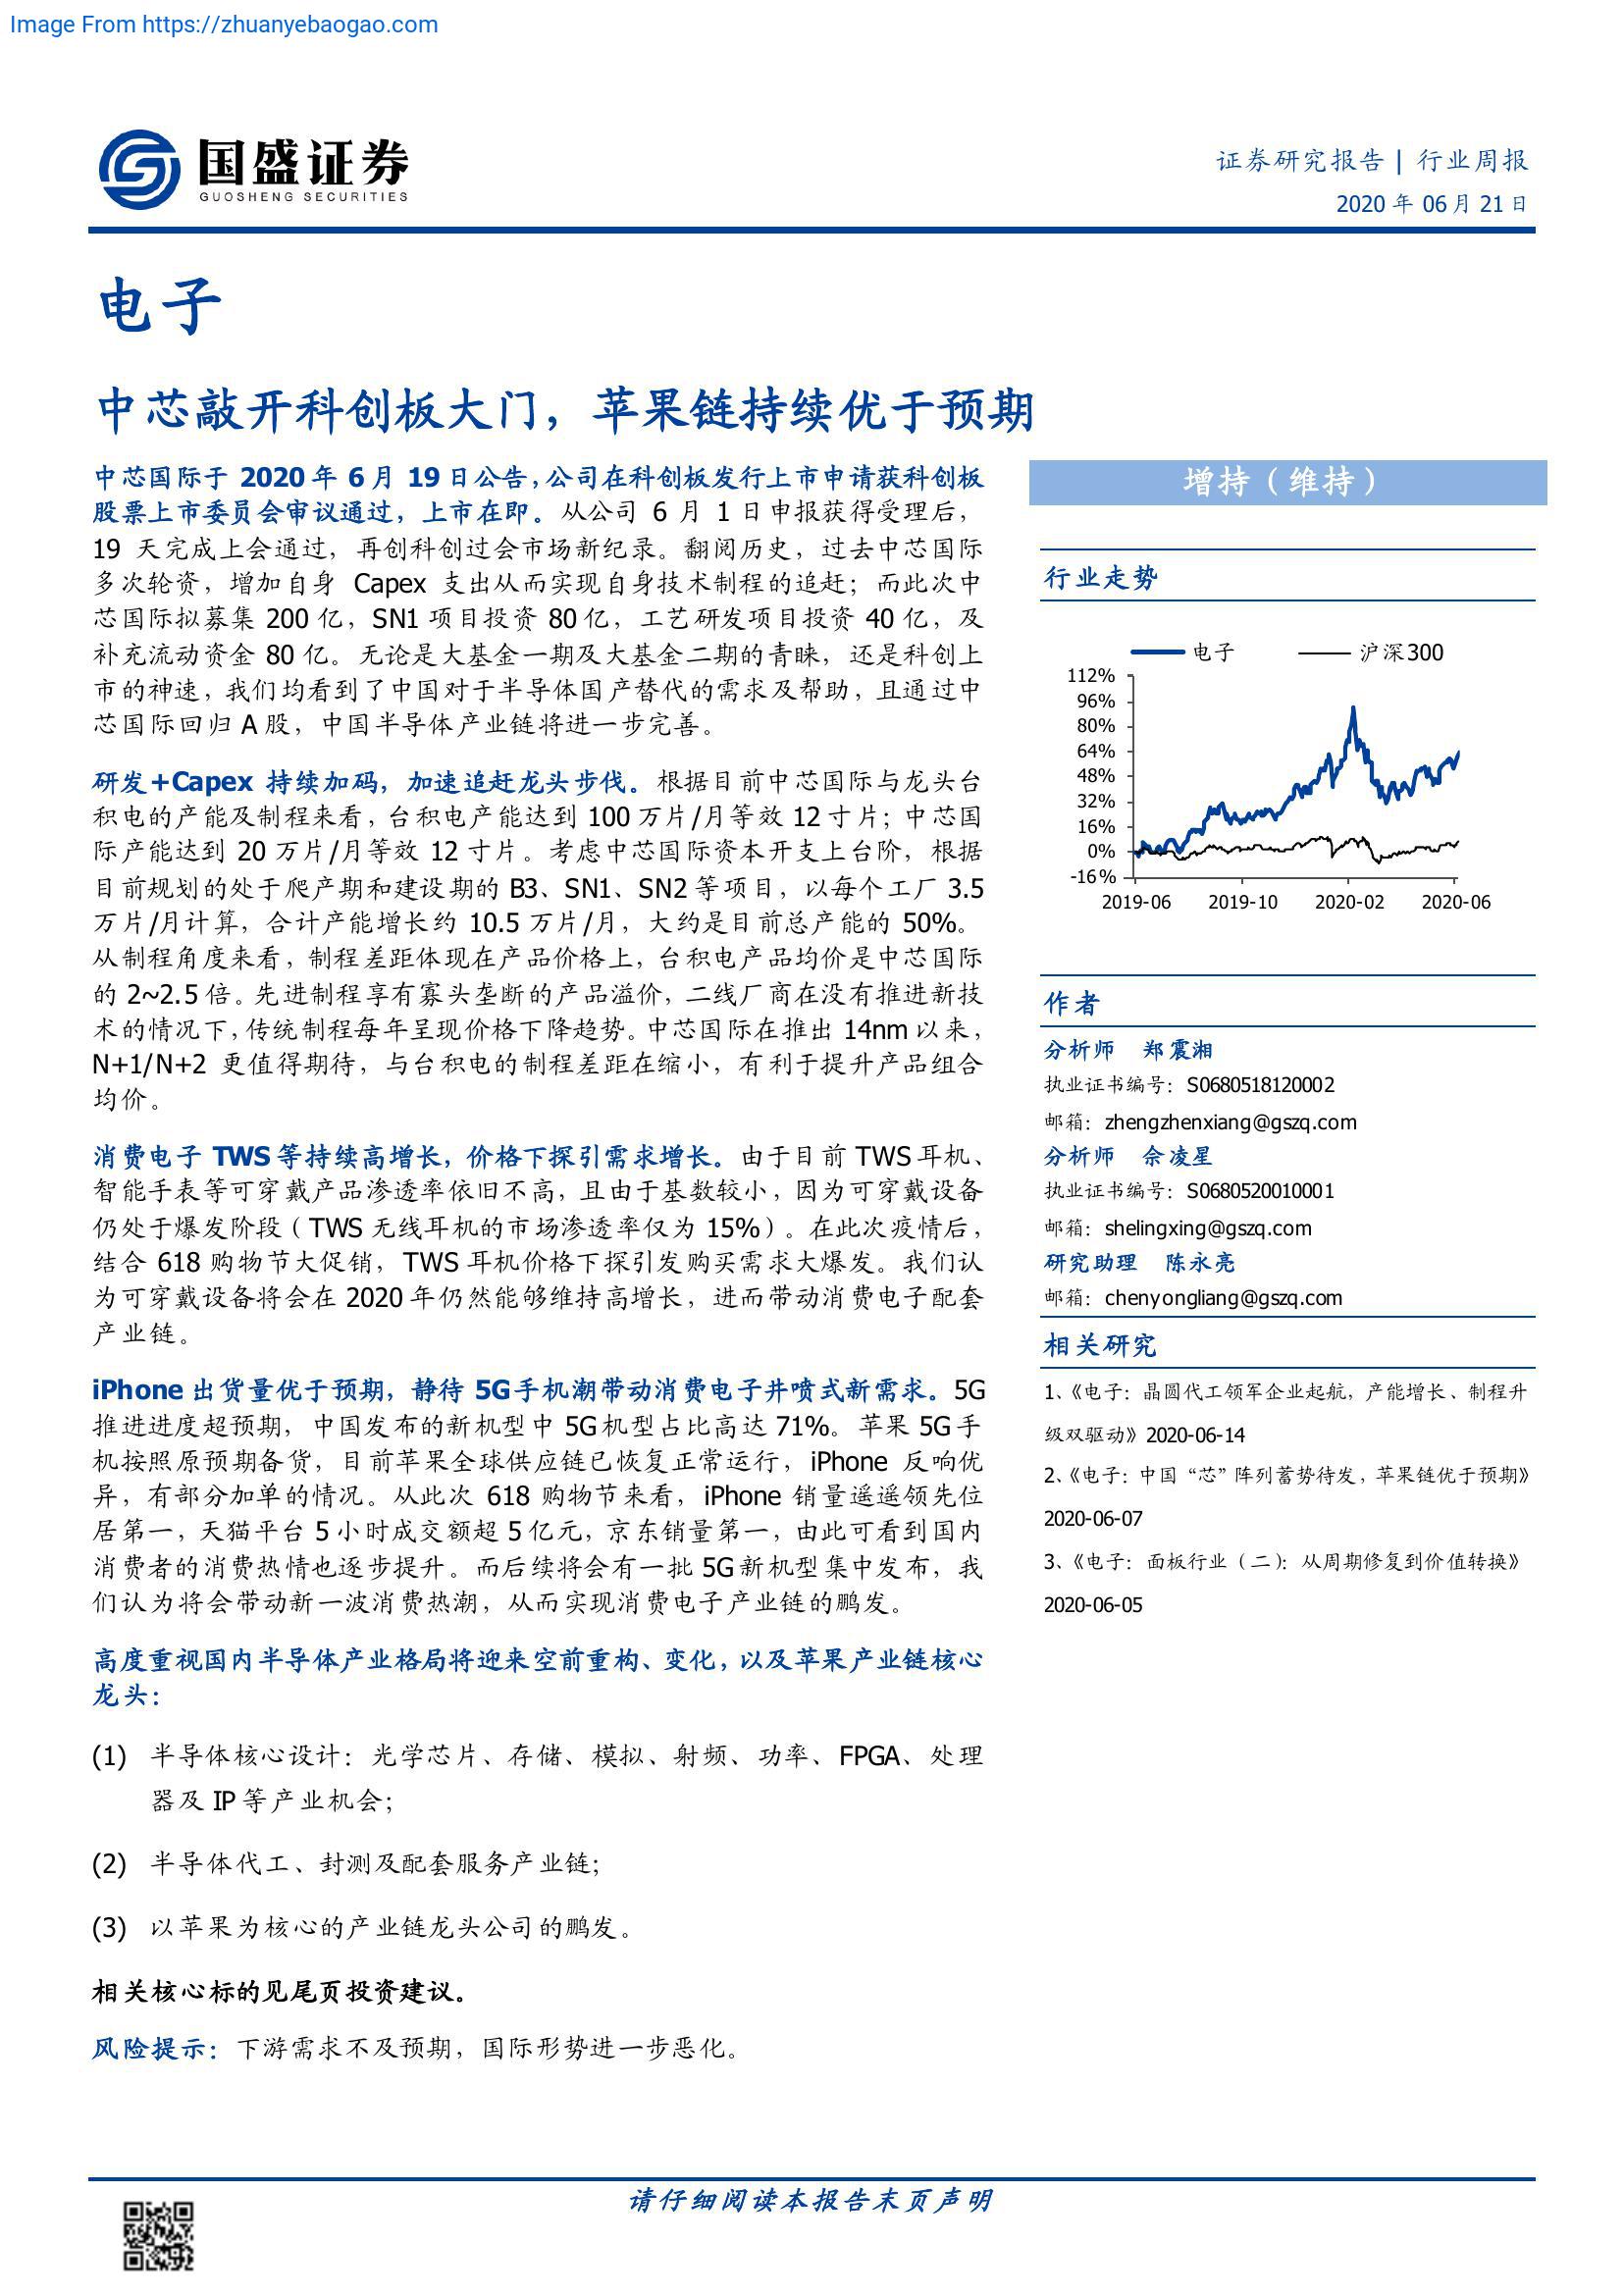 Image From https://zhuanyebaogao.com
国盛证券
GUOSHENG SECURITIES
证券研究报告 | 行业周报
2020 年 06 月 21 日
电子
中芯敲开科创板大门，苹果链持续优于预期
中芯国际于 2020 年 6 月 19 日公告，公司在科创板发行上市申请获科创板
股票上市委员会审议通过，上市在即。从公司 6 月 1 日申报获得受理后，
19 天完成上会通过，再创科创过会市场新纪录。翻阅历史，过去中芯国际
多次轮资，增加自身 Capex 支出从而实现自身技术制程的追赶；而此次中
芯国际拟募集 200 亿，SN1 项目投资 80 亿，工艺研发项目投资 40 亿，及
补充流动资金 80 亿。无论是大基金一期及大基金二期的青睐，还是科创上
市的神速，我们均看到了中国对于半导体国产替代的需求及帮助，且通过中
芯国际回归 A 股，中国半导体产业链将进一步完善。
研发+Capex 持续加码，加速追赶龙头步伐。根据目前中芯国际与龙头台
积电的产能及制程来看，台积电产能达到 100 万片/月等效 12 寸片；中芯国
际产能达到 20 万片/月等效 12 寸片。考虑中芯国际资本开支上台阶，根据
目前规划的处于爬产期和建设期的 B3、SN1、SN2 等项目，以每个工厂 3.5
万片/月计算，合计产能增长约 10.5 万片/月，大约是目前总产能的 50%。
从制程角度来看，制程差距体现在产品价格上，台积电产品均价是中芯国际
的 2~2.5 倍。先进制程享有寡头垄断的产品溢价，二线厂商在没有推进新技
术的情况下，传统制程每年呈现价格下降趋势。中芯国际在推出 14nm 以来，
N+1/N+2 更值得期待，与台积电的制程差距在缩小，有利于提升产品组合
均价。
消费电子 TWS 等持续高增长，价格下探引需求增长。由于目前 TWS 耳机、
智能手表等可穿戴产品渗透率依旧不高，且由于基数较小，因为可穿戴设备
仍处于爆发阶段（TWS 无线耳机的市场渗透率仅为 15%）。在此次疫情后，
结合 618 购物节大促销，TWS 耳机价格下探引发购买需求大爆发。我们认
为可穿戴设备将会在 2020 年仍然能够维持高增长，进而带动消费电子配套
产业链。
iPhone 出货量优于预期，静待 5G 手机潮带动消费电子井喷式新需求。5G
推进进度超预期，中国发布的新机型中 5G 机型占比高达 71%。苹果 5G 手
机按照原预期备货，目前苹果全球供应链已恢复正常运行，iPhone 反响优
异，有部分加单的情况。从此次 618 购物节来看，iPhone 销量遥遥领先位
居第一，天猫平台 5 小时成交额超 5 亿元，京东销量第一，由此可看到国内
消费者的消费热情也逐步提升。而后续将会有一批 5G 新机型集中发布，我
们认为将会带动新一波消费热潮，从而实现消费电子产业链的鹏发。
高度重视国内半导体产业格局将迎来空前重构、变化，以及苹果产业链核心
龙头：
(1) 半导体核心设计：光学芯片、存储、模拟、射频、功率、FPGA、处理
器及 IP 等产业机会；
(2) 半导体代工、封测及配套服务产业链；
(3) 以苹果为核心的产业链龙头公司的鹏发。
相关核心标的见尾页投资建议。
风险提示：下游需求不及预期，国际形势进一步恶化。
增持（维持）
行业走势
电子 沪深300
112%
96%
80%
64%
48%
32%
16%
0%
-16%
2019-06 2019-10 2020-02 2020-06
作者
分析师 郑震湘
执业证书编号：S0680518120002
邮箱：zhengzhenxiang@gszq.com
分析师 佘凌星
执业证书编号：S0680520010001
邮箱：shelingxing@gszq.com
研究助理 陈永亮
邮箱：chenyongliang@gszq.com
相关研究
1、《电子：晶圆代工领军企业起航，产能增长、制程升
级双驱动》2020-06-14
2、《电子：中国“芯”阵列蓄势待发，苹果链优于预期》
2020-06-07
3、《电子：面板行业（二）：从周期修复到价值转换》
2020-06-05
请仔细阅读本报告末页声明